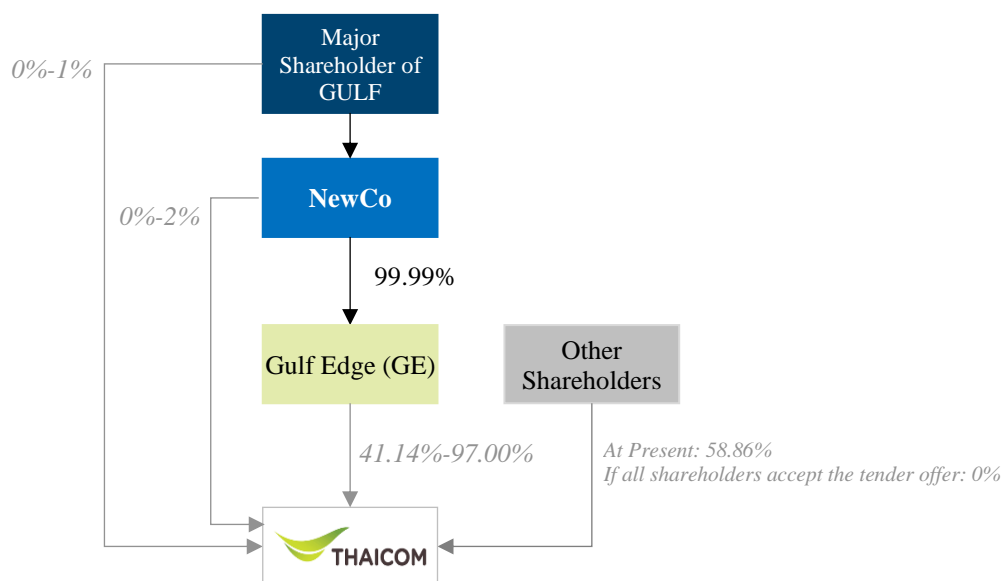 Major
Shareholder of
GULF
0%-1%
NewCo
0%-2%
99.99%
Gulf Edge (GE)
Other
Shareholders
41.14%-97.00%
At Present: 58.86%
If all shareholders accept the tender offer: 0%
THAICOM